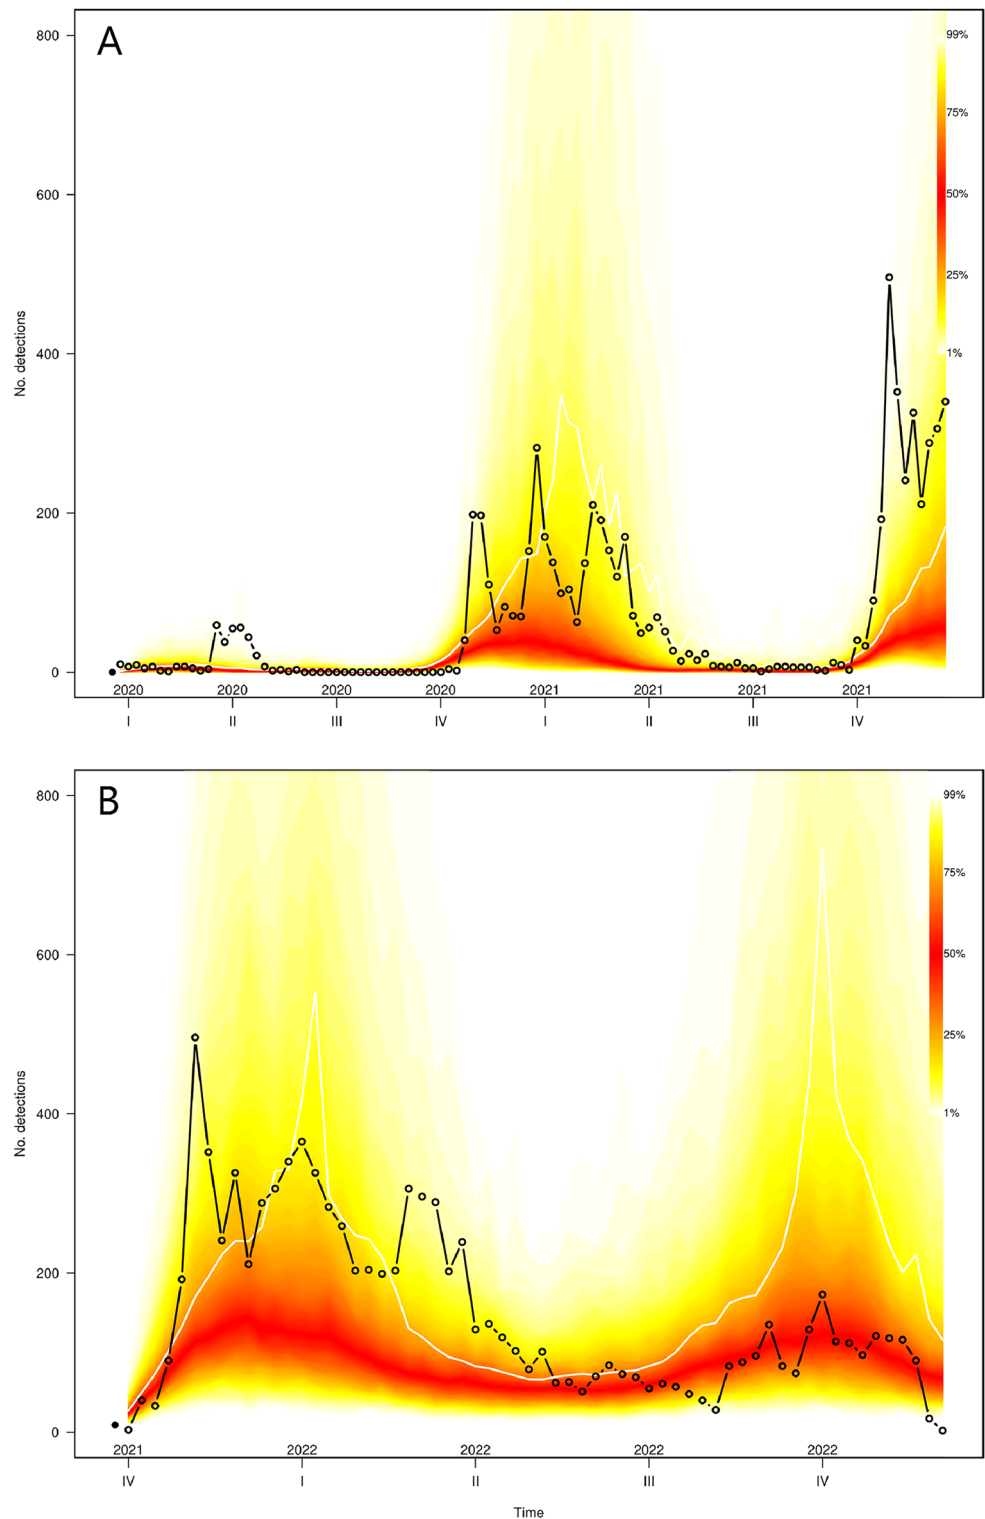 A
800
600
400
200
0
No. detections
99%
75%
50%
25%
1%
2020 2020 2020 2020 2021 2021 2021 2021
I II III IV I II III IV
B
800
600
400
200
0
No. detections
99%
75%
50%
25%
1%
2021 2022 2022 2022 2022
IV I II III IV
Time